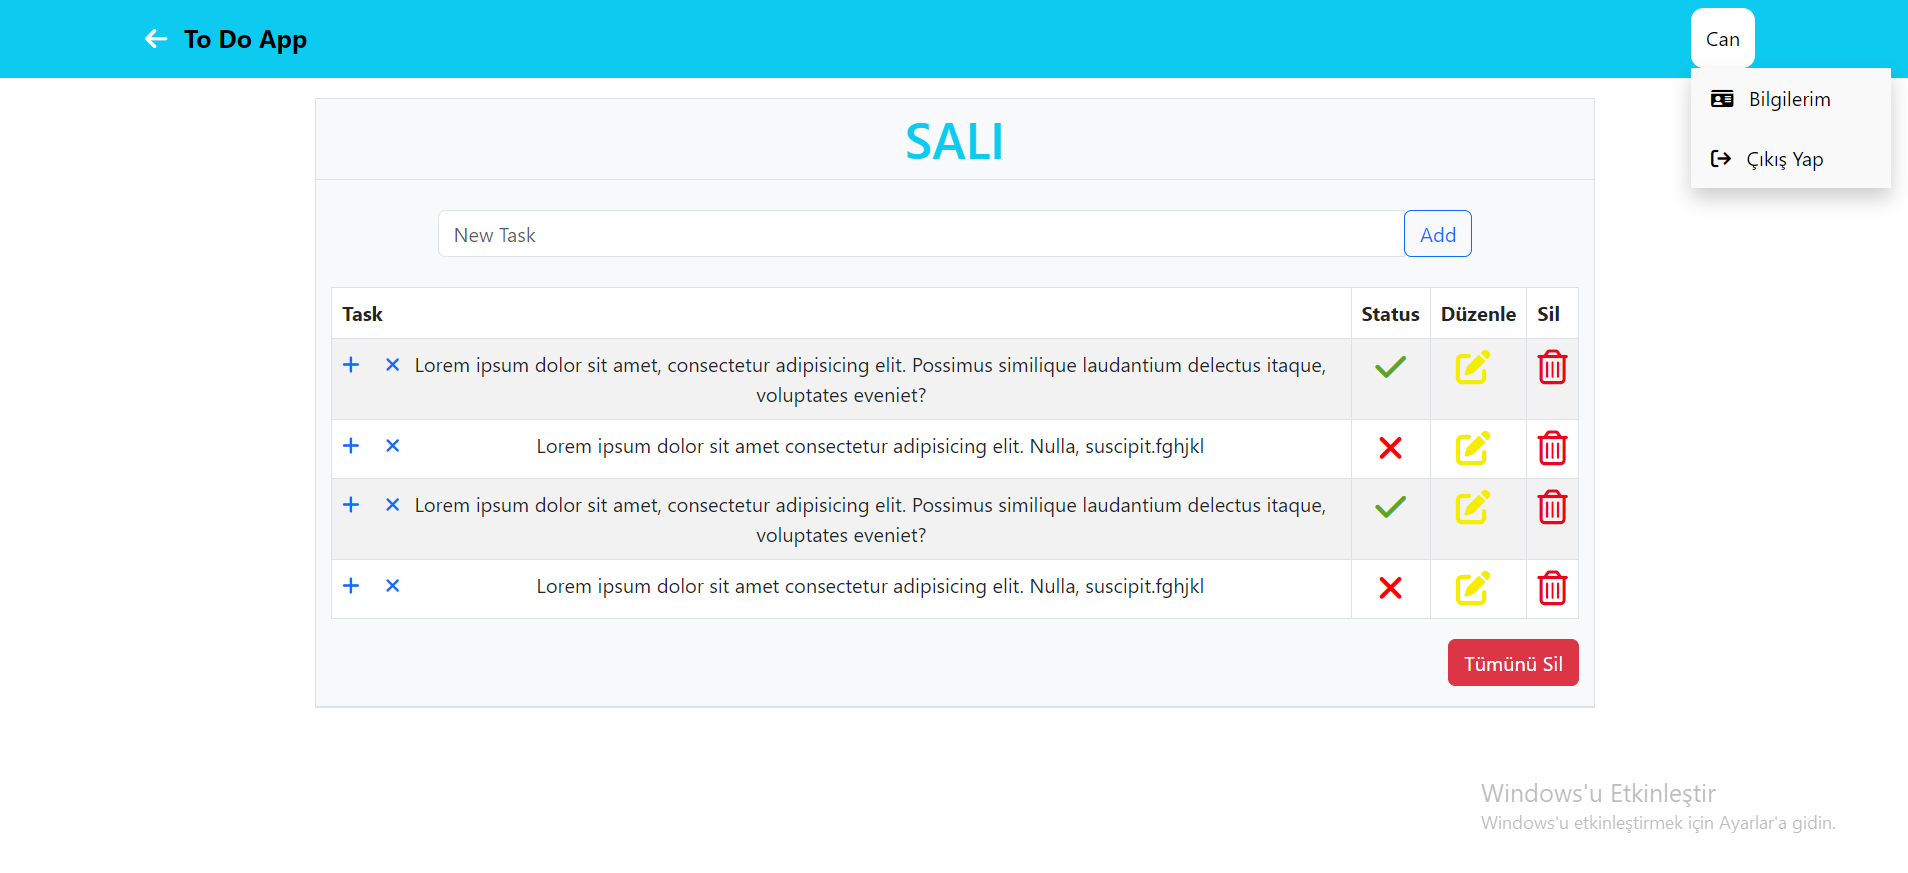 To Do App
Can
Bilgilerim
Çıkış Yap
SALI
New Task
Add
Task Status Düzenle Sil
Lorem ipsum dolor sit amet, consectetur adipisicing elit. Possimus similique laudantium delectus itaque,
voluptates eveniet?
Lorem ipsum dolor sit amet consectetur adipisicing elit. Nulla, suscipit.fghjkl
Lorem ipsum dolor sit amet, consectetur adipisicing elit. Possimus similique laudantium delectus itaque,
voluptates eveniet?
Lorem ipsum dolor sit amet consectetur adipisicing elit. Nulla, suscipit.fghjkl
Tümünü Sil
Windows'u Etkinleştir
Windows'u etkinleştirmek için Ayarlar'a gidin.